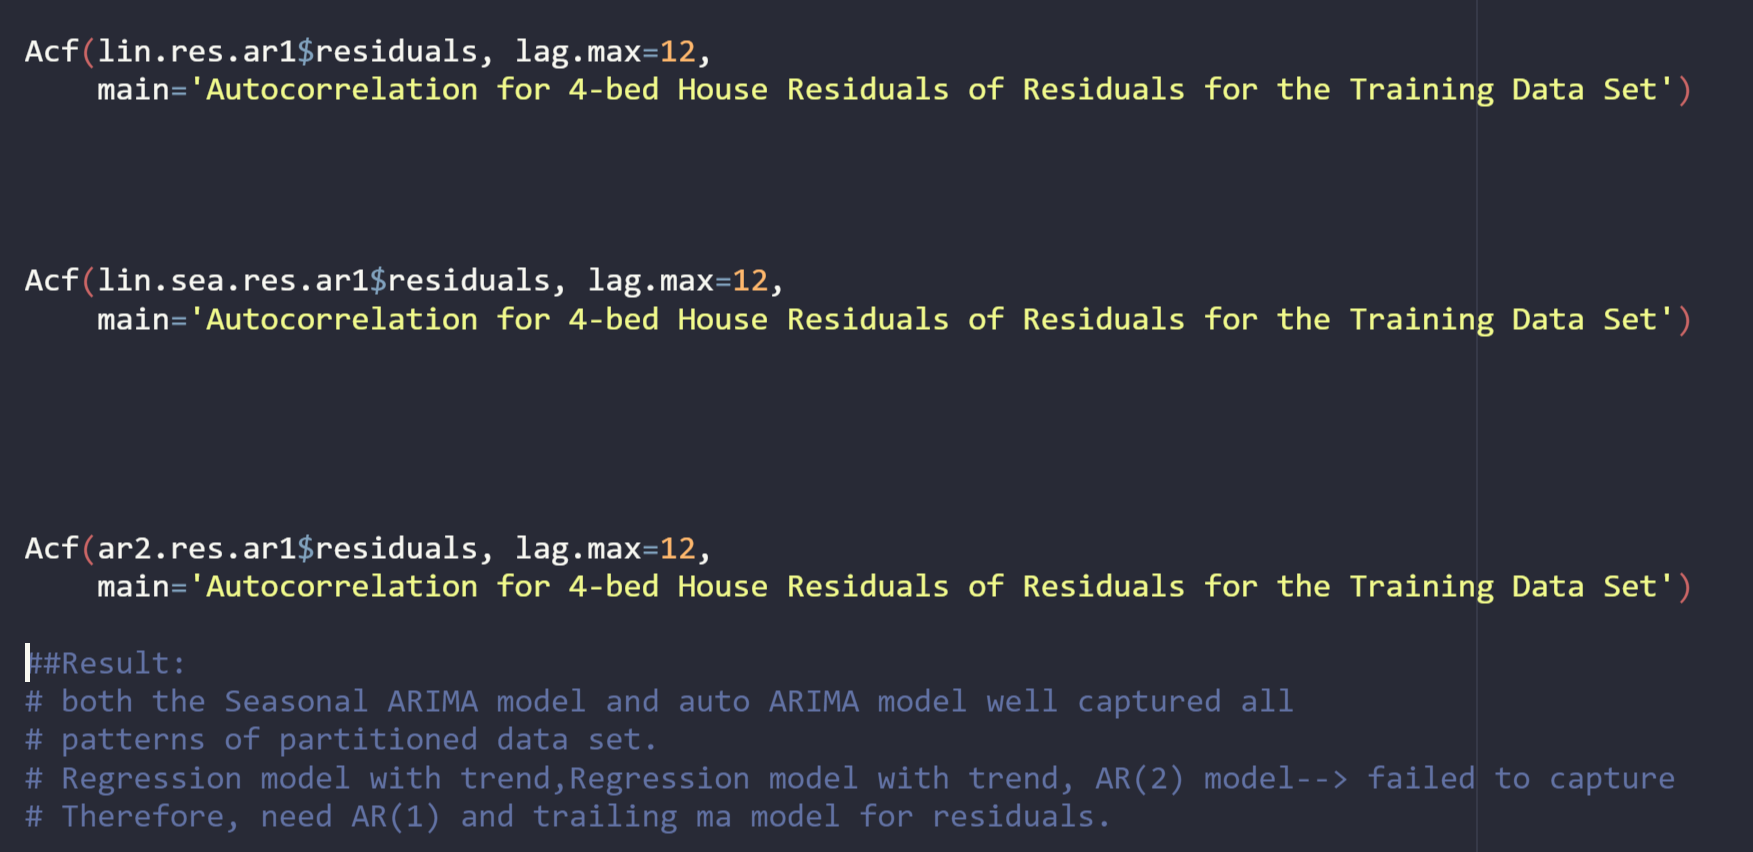 Acf(lin.res.ar1$residuals, lag.max=12,
main='Autocorrelation for 4-bed House Residuals of Residuals for the Training Data Set')
Acf(lin.sea.res.ar1$residuals, lag.max=12,
main='Autocorrelation for 4-bed House Residuals of Residuals for the Training Data Set')
Acf(ar2.res.ar1$residuals, lag.max=12,
main='Autocorrelation for 4-bed House Residuals of Residuals for the Training Data Set')
##Result:
# both the Seasonal ARIMA model and auto ARIMA model well captured all
# patterns of partitioned data set.
# Regression model with trend,Regression model with trend, AR(2) model--> failed to capture
# Therefore, need AR(1) and trailing ma model for residuals.